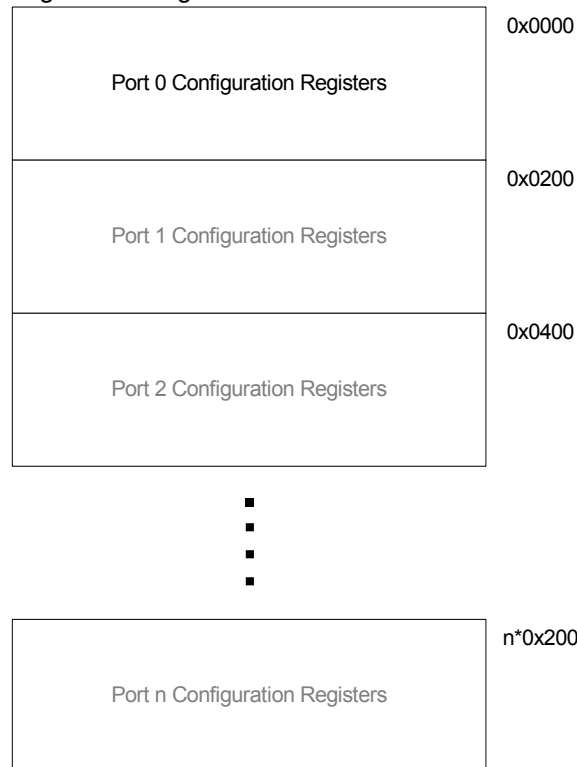 0x0000
Port 0 Configuration Registers
0x0200
Port 1 Configuration Registers
0x0400
Port 2 Configuration Registers
n*0x200
Port n Configuration Registers